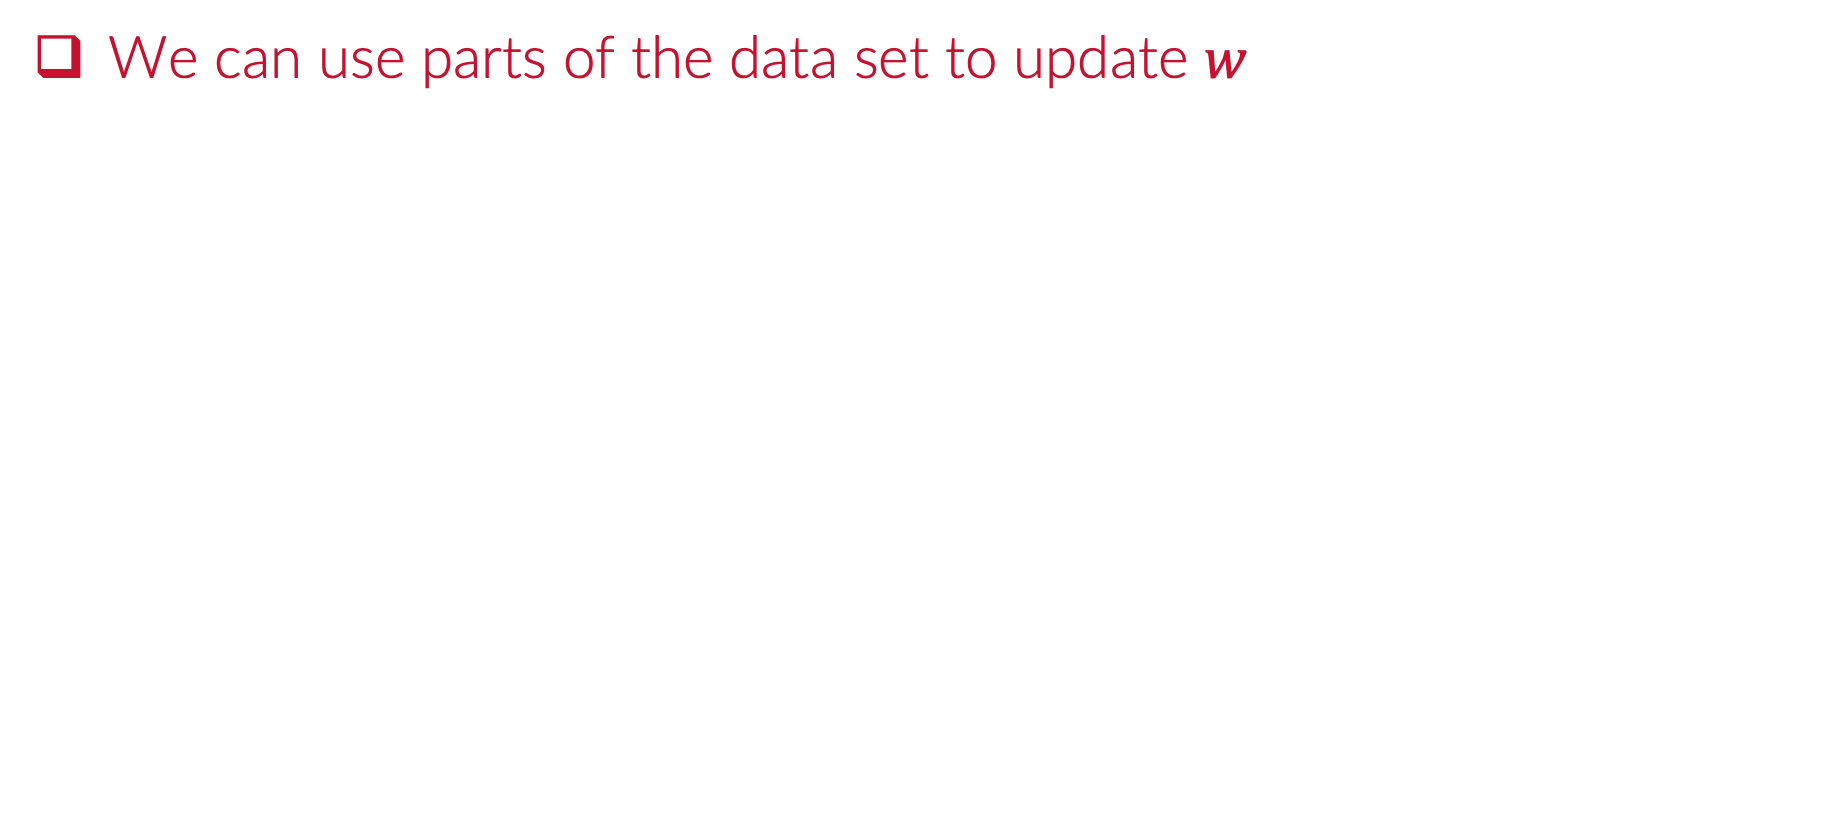 ❑ We can use parts of the data set to update w